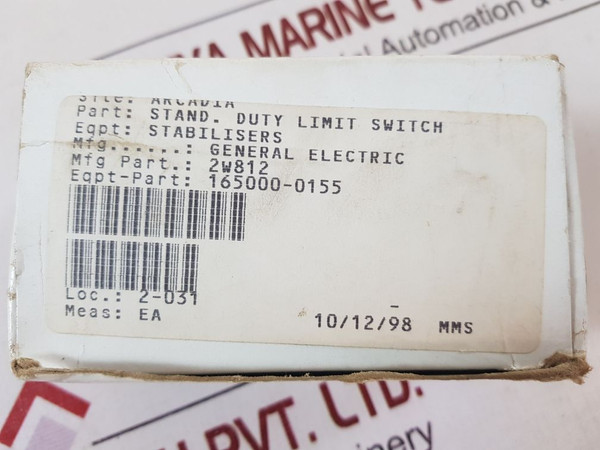 YA MARINE
Automation &
Site: ARCADIA
Part: STAND. DUTY LIMIT SWITCH
Eqpt: STABILISERS
Mfg......: GENERAL ELECTRIC
Mfg Part.: 2W812
Eqpt-Part: 165000-0155
Loc.: 2-031
Meas: EA
10/12/98 MMS
PVT. LTD.